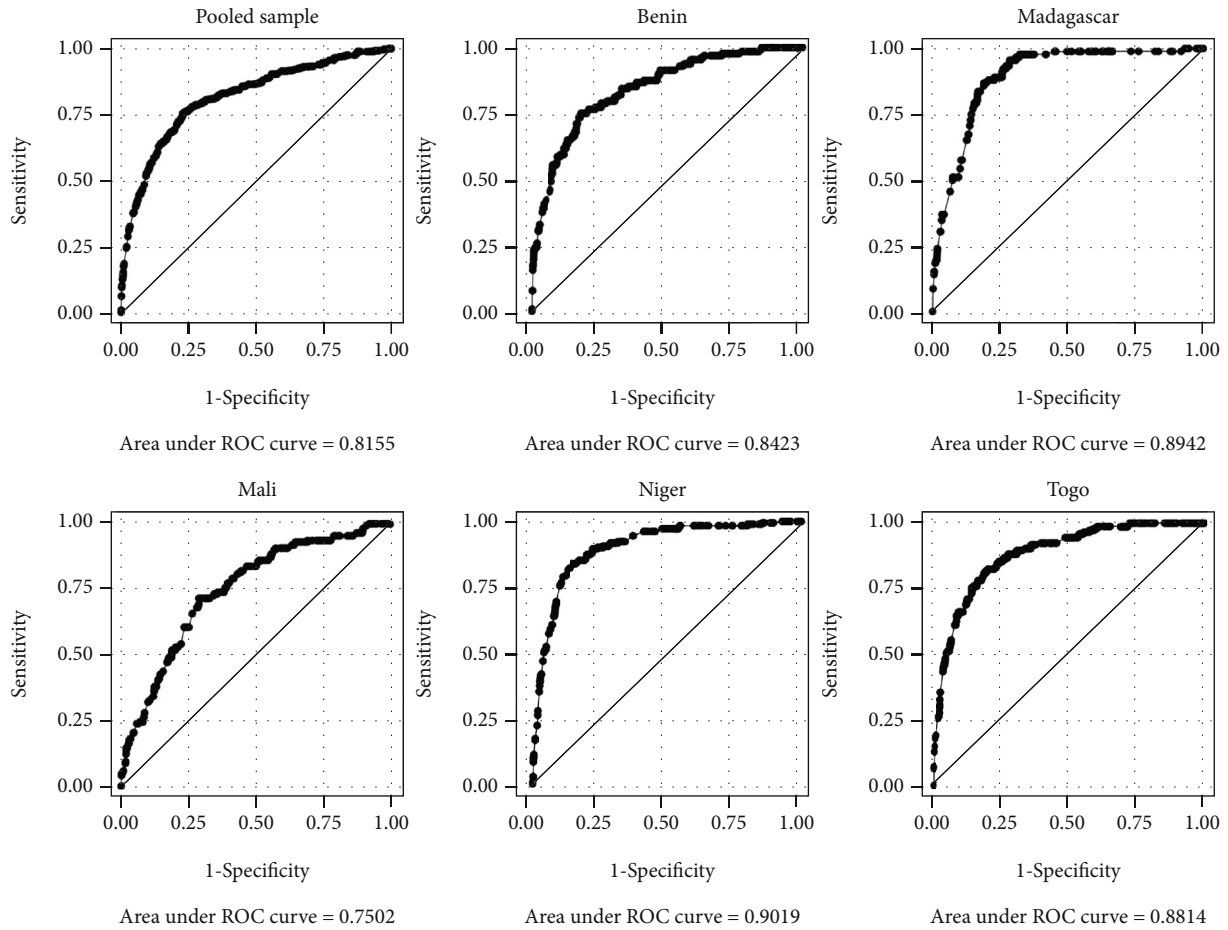 Pooled sample
Benin
Madagascar
Sensitivity
1.00
0.75
0.50
0.25
0.00
0.00 0.25 0.50 0.75 1.00
1-Specificity
Area under ROC curve = 0.8155
Sensitivity
1.00
0.75
0.50
0.25
0.00
0.00 0.25 0.50 0.75 1.00
1-Specificity
Area under ROC curve = 0.8423
Sensitivity
1.00
0.75
0.50
0.25
0.00
0.00 0.25 0.50 0.75 1.00
1-Specificity
Area under ROC curve = 0.8942
Mali
Niger
Togo
Sensitivity
1.00
0.75
0.50
0.25
0.00
0.00 0.25 0.50 0.75 1.00
1-Specificity
Area under ROC curve = 0.7502
Sensitivity
1.00
0.75
0.50
0.25
0.00
0.00 0.25 0.50 0.75 1.00
1-Specificity
Area under ROC curve = 0.9019
Sensitivity
1.00
0.75
0.50
0.25
0.00
0.00 0.25 0.50 0.75 1.00
1-Specificity
Area under ROC curve = 0.8814